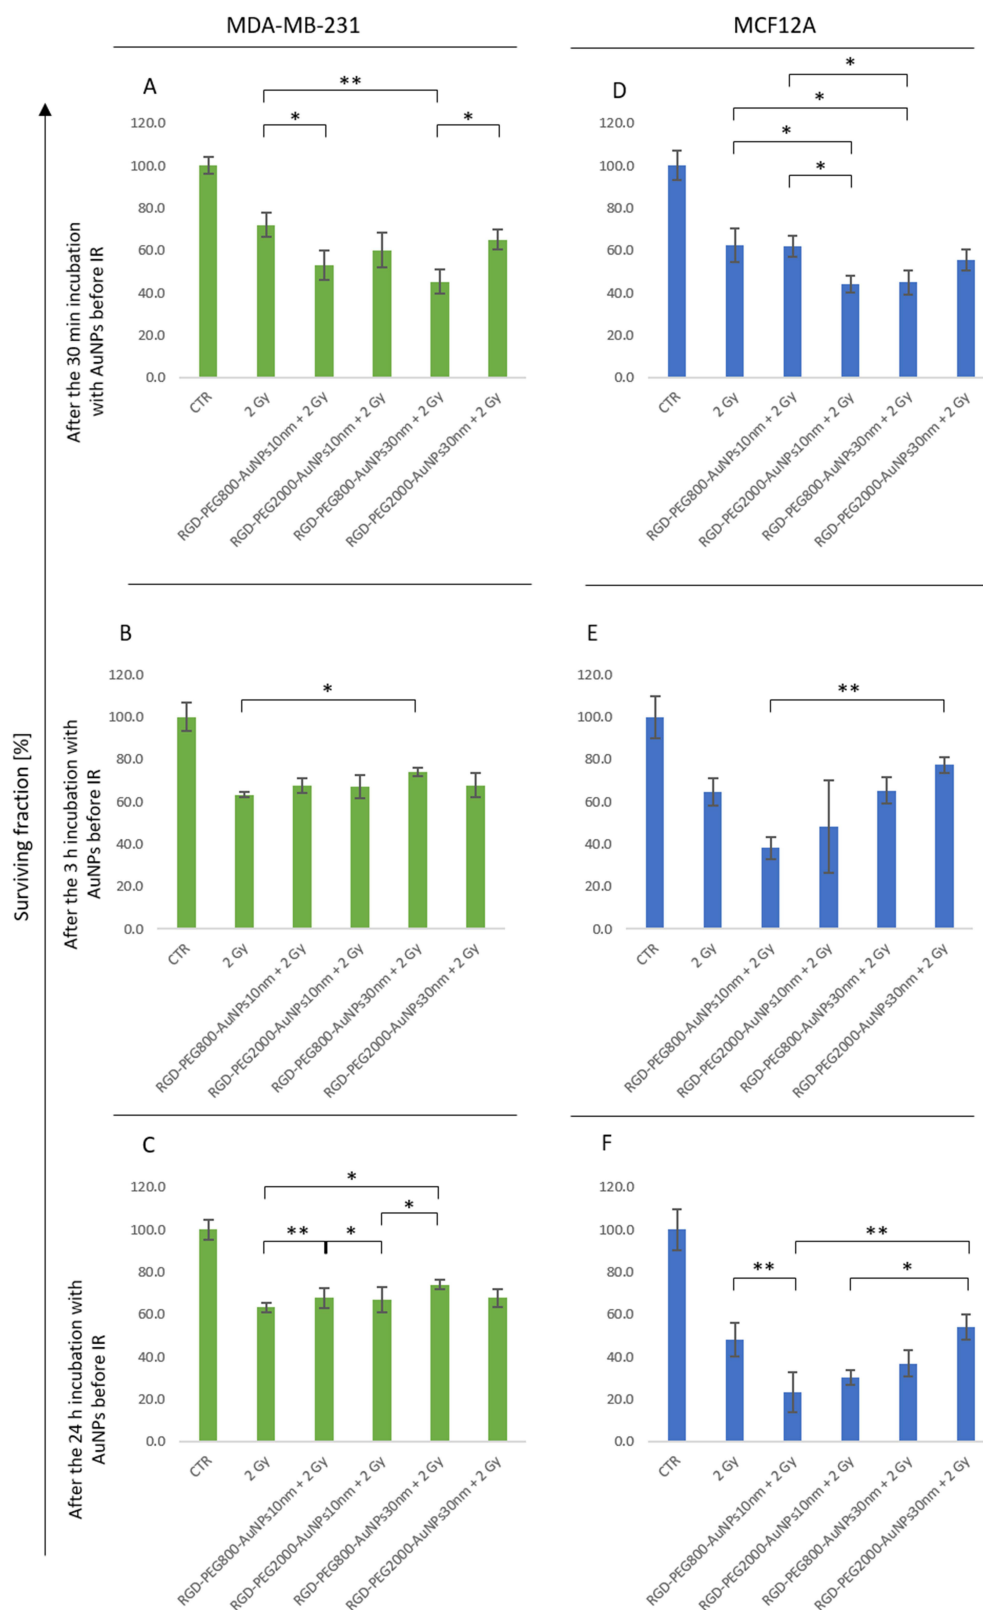 MDA-MB-231
MCF12A
Surviving fraction [%]
After the 30 min incubation
with AuNPs before IR
A
**
*
*
120.0
100.0
80.0
60.0
40.0
20.0
0.0
CTR
2 Gy
RGD-PEG800-AuNPs10nm + 2 Gy
RGD-PEG2000-AuNPs10nm + 2 Gy
RGD-PEG800-AuNPs30nm + 2 Gy
RGD-PEG2000-AuNPs30nm + 2 Gy
D
*
*
*
*
120.0
100.0
80.0
60.0
40.0
20.0
0.0
CTR
2 Gy
RGD-PEG800-AuNPs10nm + 2 Gy
RGD-PEG2000-AuNPs10nm + 2 Gy
RGD-PEG800-AuNPs30nm + 2 Gy
RGD-PEG2000-AuNPs30nm + 2 Gy
After the 3 h incubation with
AuNPs before IR
B
*
120.0
100.0
80.0
60.0
40.0
20.0
0.0
CTR
2 Gy
RGD-PEG800-AuNPs10nm + 2 Gy
RGD-PEG2000-AuNPs10nm + 2 Gy
RGD-PEG800-AuNPs30nm + 2 Gy
RGD-PEG2000-AuNPs30nm + 2 Gy
E
**
120.0
100.0
80.0
60.0
40.0
20.0
0.0
CTR
2 Gy
RGD-PEG800-AuNPs10nm + 2 Gy
RGD-PEG2000-AuNPs10nm + 2 Gy
RGD-PEG800-AuNPs30nm + 2 Gy
RGD-PEG2000-AuNPs30nm + 2 Gy
After the 24 h incubation with
AuNPs before IR
C
*
*
**
*
120.0
100.0
80.0
60.0
40.0
20.0
0.0
CTR
2 Gy
RGD-PEG800-AuNPs10nm + 2 Gy
RGD-PEG2000-AuNPs10nm + 2 Gy
RGD-PEG800-AuNPs30nm + 2 Gy
RGD-PEG2000-AuNPs30nm + 2 Gy
F
**
**
*
120.0
100.0
80.0
60.0
40.0
20.0
0.0
CTR
2 Gy
RGD-PEG800-AuNPs10nm + 2 Gy
RGD-PEG2000-AuNPs10nm + 2 Gy
RGD-PEG800-AuNPs30nm + 2 Gy
RGD-PEG2000-AuNPs30nm + 2 Gy